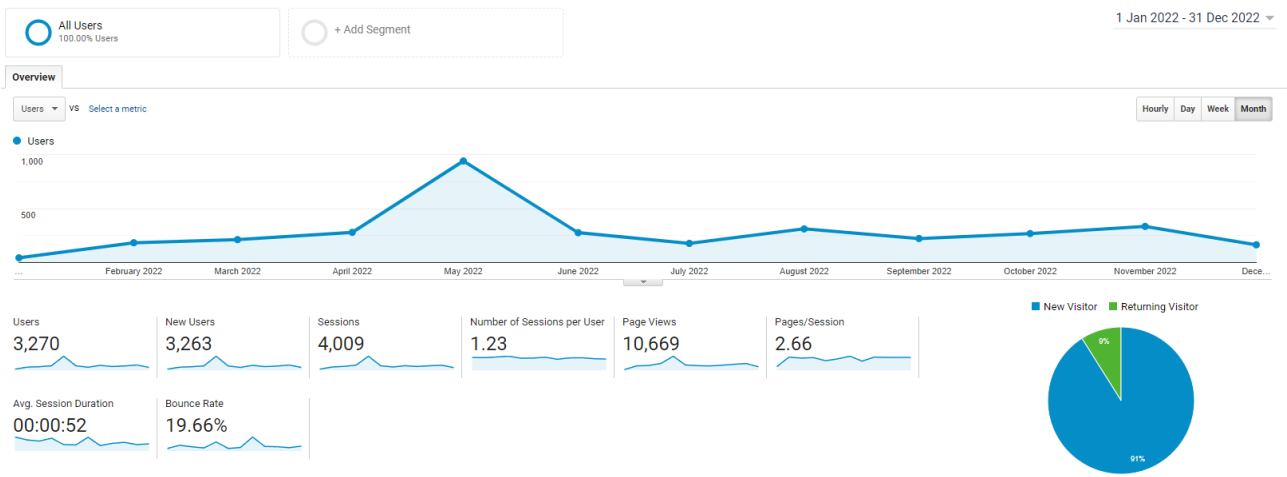 All Users
100.00% Users
+ Add Segment
1 Jan 2022 - 31 Dec 2022
Overview
Users
vs
Select a metric
Hourly Day Week Month
Users
1,000
500
... February 2022 March 2022 April 2022 May 2022 June 2022 July 2022 August 2022 September 2022 October 2022 November 2022 Dece...
New Visitor Returning Visitor
Users
3,270
New Users
3,263
Sessions
4,009
Number of Sessions per User
1.23
Page Views
10,669
Pages/Session
2.66
Avg. Session Duration
00:00:52
Bounce Rate
19.66%
9%
91%